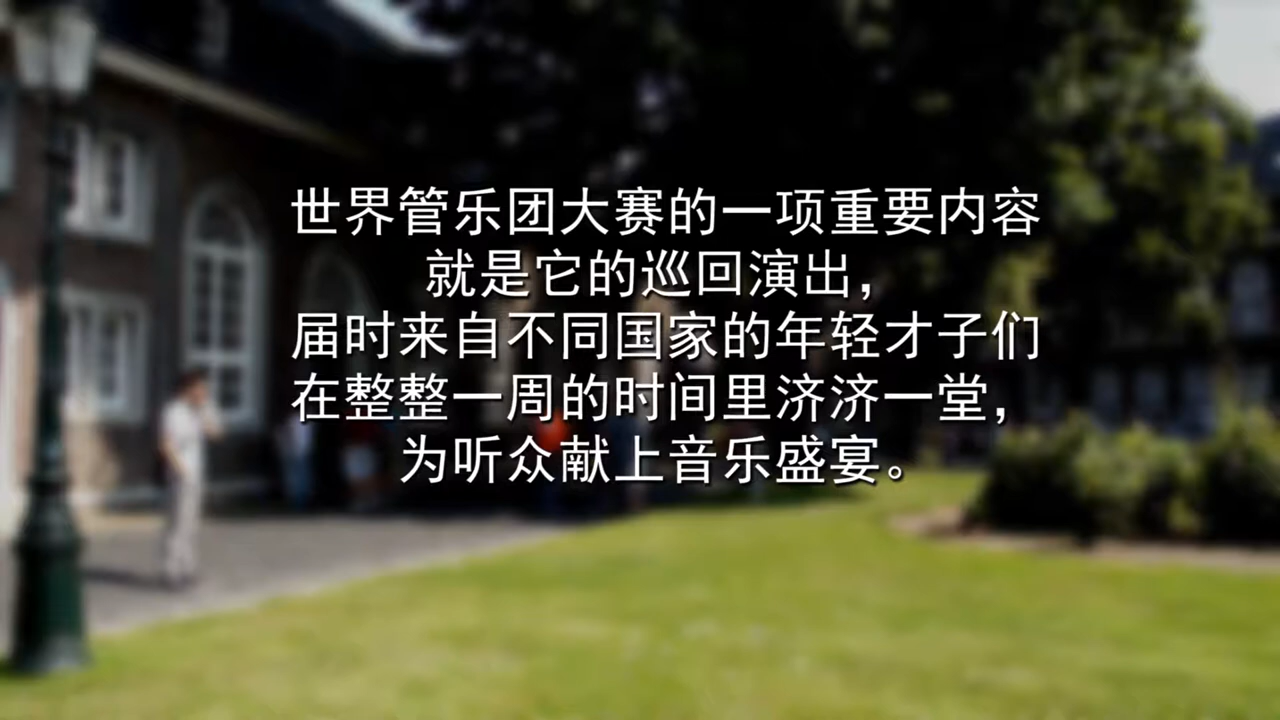 世界管乐团大赛的一项重要内容
就是它的巡回演出，
届时来自不同国家的年轻才子们
在整整一周的时间里济济一堂，
为听众献上音乐盛宴。